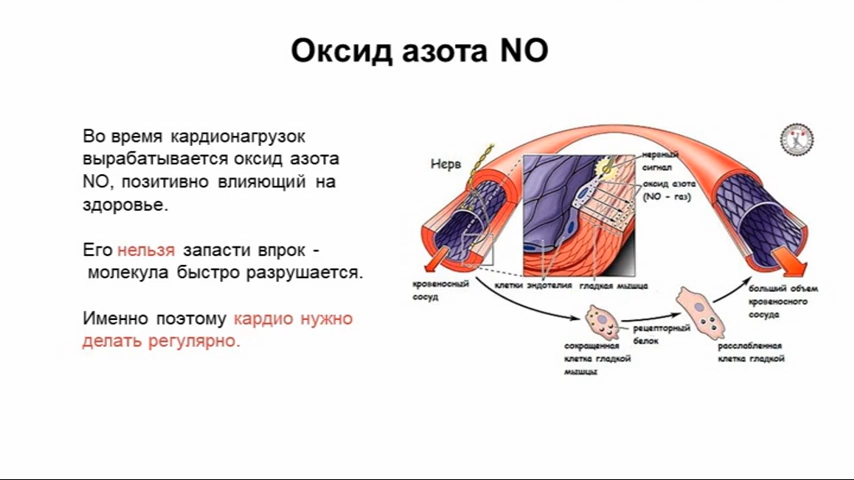 Оксид азота NO
Во время кардионагрузок
вырабатывается оксид азота
NO, позитивно влияющий на
здоровье.
Его нельзя запасти впрок -
молекула быстро разрушается.
Именно поэтому кардио нужно
делать регулярно.
Нерв
нервный
сигнал
оксид азота
(NO - газ)
кровеносный
сосуд
клетки эндотелия
гладкая мышца
больший объем
кровеносного
сосуда
рецепторный
белок
сокращенная
клетка гладкой
мышцы
расслабленная
клетка гладкой